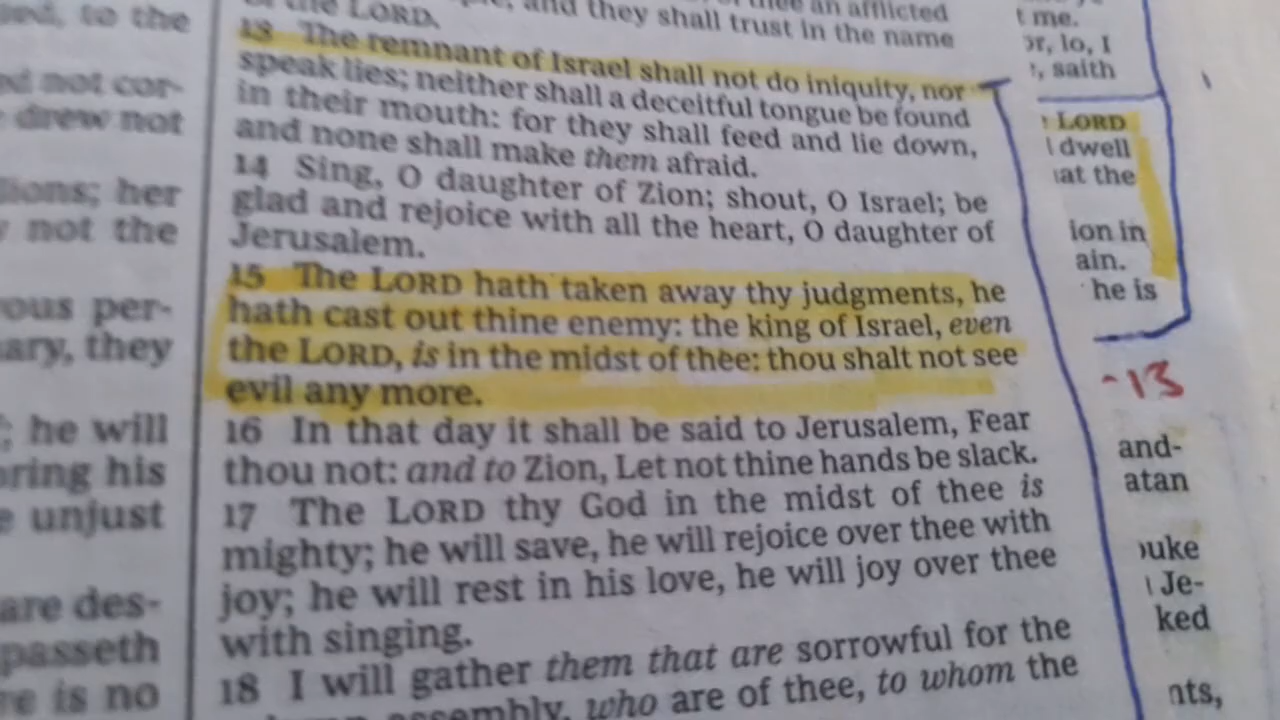 ed, to the
ed not cor-
drew not
lions; her
not the
ous per-
ary, they
; he will
oring his
e unjust
are des-
passeth
re is no
of the LORD.
an afflicted
and they shall trust in the name
13 The remnant of Israel shall not do iniquity, nor
speak lies; neither shall a deceitful tongue be found
in their mouth: for they shall feed and lie down,
and none shall make them afraid.
14 Sing, O daughter of Zion; shout, O Israel; be
glad and rejoice with all the heart, O daughter of
Jerusalem.
15 The LORD hath taken away thy judgments, he
hath cast out thine enemy: the king of Israel, even
the LORD, is in the midst of thee: thou shalt not see
evil any more.
16 In that day it shall be said to Jerusalem, Fear
thou not: and to Zion, Let not thine hands be slack.
17 The LORD thy God in the midst of thee is
mighty; he will save, he will rejoice over thee with
joy; he will rest in his love, he will joy over thee
with singing.
18 I will gather them that are sorrowful for the
assembly, who are of thee, to whom the
t me.
or, lo, I
, saith
LORD
dwell
at the
ion in
ain.
he is
-13
and-
atan
ouke
Je-
ked
nts,